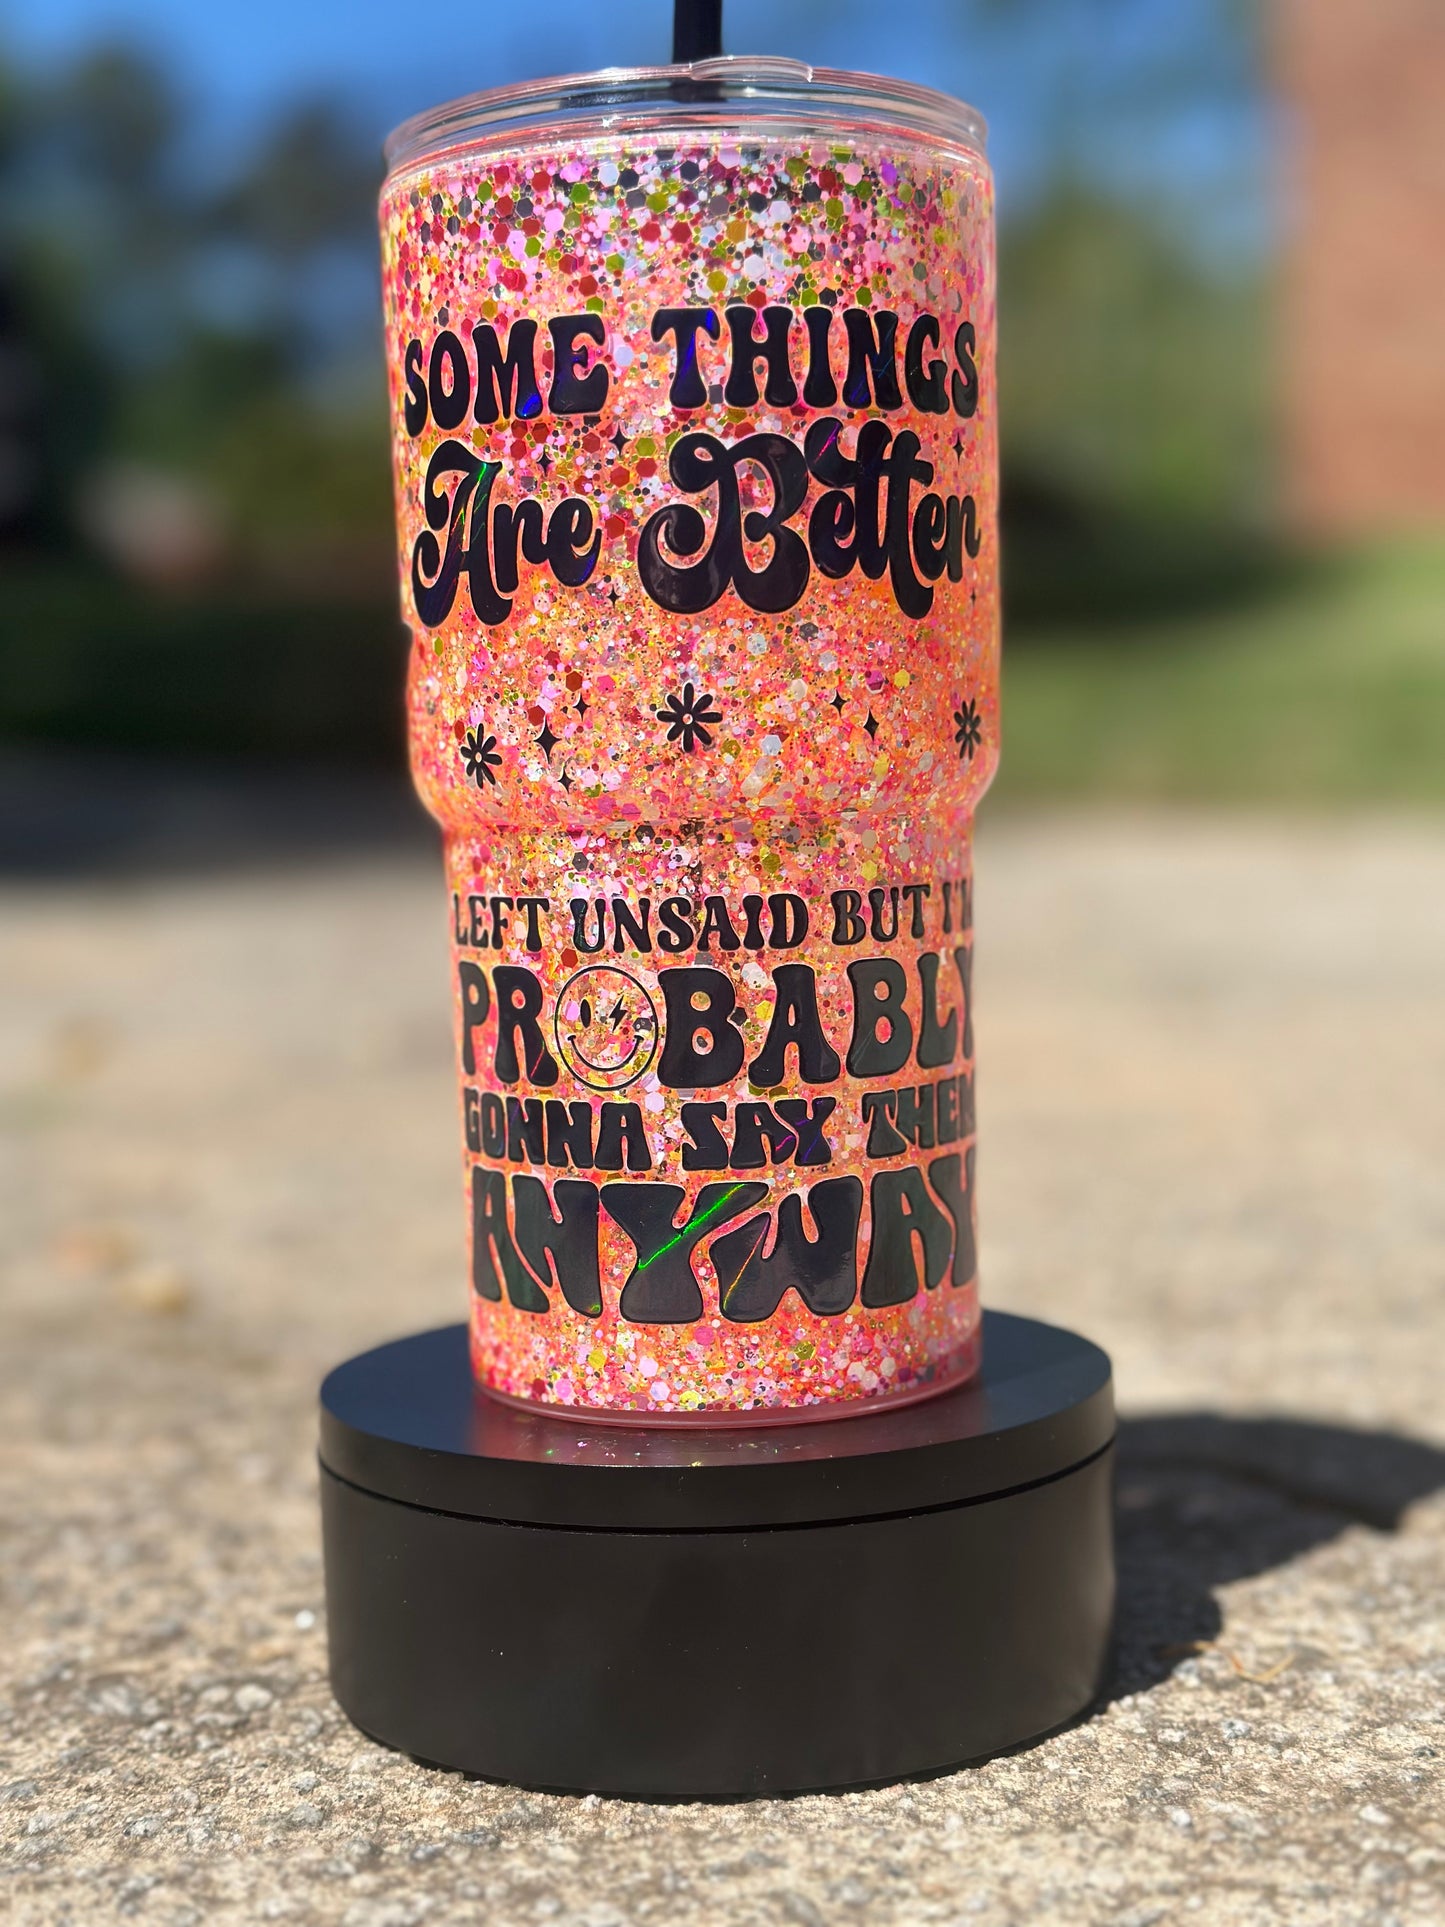 SOME THINGS
Are Better
LEFT UNSAID BUT I'M
PROBABLY
GONNA SAY THEM
ANYWAY